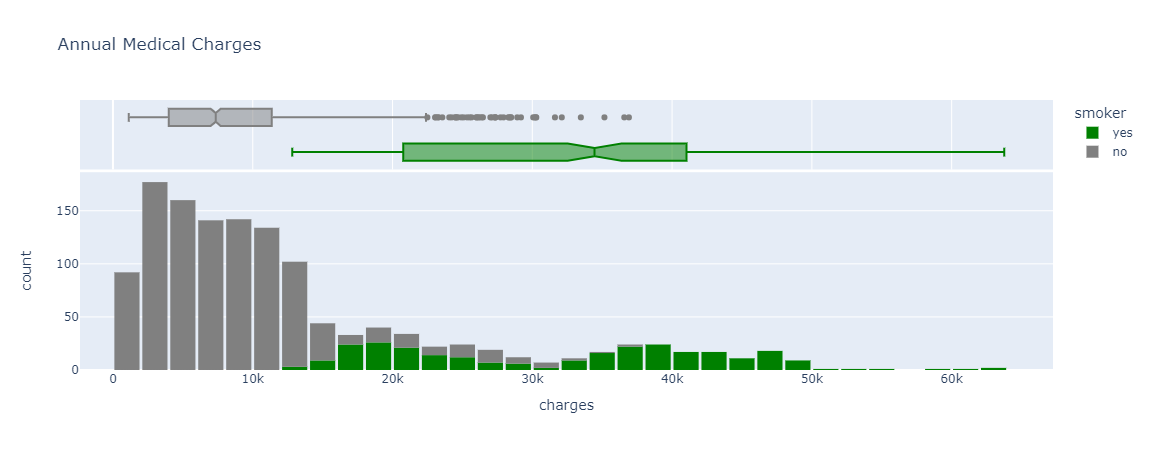 Annual Medical Charges
smoker
yes
no
150
100
50
0
count
0 10k 20k 30k 40k 50k 60k
charges